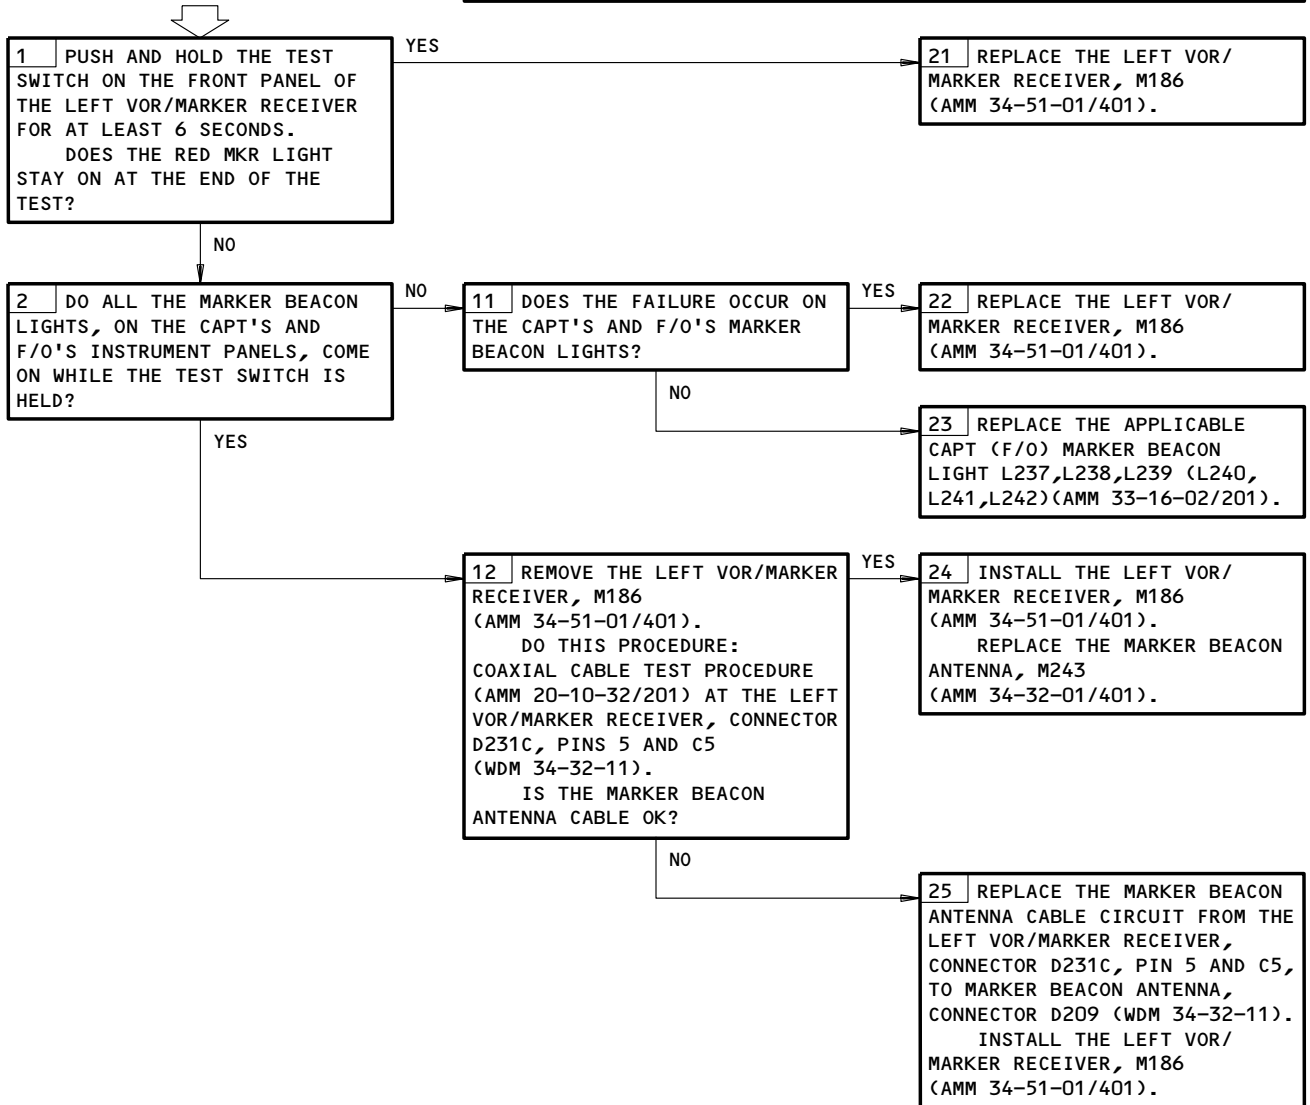 1 PUSH AND HOLD THE TEST
SWITCH ON THE FRONT PANEL OF
THE LEFT VOR/MARKER RECEIVER
FOR AT LEAST 6 SECONDS.
DOES THE RED MKR LIGHT
STAY ON AT THE END OF THE
TEST?
YES
21 REPLACE THE LEFT VOR/
MARKER RECEIVER, M186
(AMM 34-51-01/401).
NO
2 DO ALL THE MARKER BEACON
LIGHTS, ON THE CAPT'S AND
F/O'S INSTRUMENT PANELS, COME
ON WHILE THE TEST SWITCH IS
HELD?
NO
11 DOES THE FAILURE OCCUR ON
THE CAPT'S AND F/O'S MARKER
BEACON LIGHTS?
YES
22 REPLACE THE LEFT VOR/
MARKER RECEIVER, M186
(AMM 34-51-01/401).
NO
23 REPLACE THE APPLICABLE
CAPT (F/O) MARKER BEACON
LIGHT L237,L238,L239 (L240,
L241,L242)(AMM 33-16-02/201).
YES
12 REMOVE THE LEFT VOR/MARKER
RECEIVER, M186
(AMM 34-51-01/401).
DO THIS PROCEDURE:
COAXIAL CABLE TEST PROCEDURE
(AMM 20-10-32/201) AT THE LEFT
VOR/MARKER RECEIVER, CONNECTOR
D231C, PINS 5 AND C5
(WDM 34-32-11).
IS THE MARKER BEACON
ANTENNA CABLE OK?
YES
24 INSTALL THE LEFT VOR/
MARKER RECEIVER, M186
(AMM 34-51-01/401).
REPLACE THE MARKER BEACON
ANTENNA, M243
(AMM 34-32-01/401).
NO
25 REPLACE THE MARKER BEACON
ANTENNA CABLE CIRCUIT FROM THE
LEFT VOR/MARKER RECEIVER,
CONNECTOR D231C, PIN 5 AND C5,
TO MARKER BEACON ANTENNA,
CONNECTOR D209 (WDM 34-32-11).
INSTALL THE LEFT VOR/
MARKER RECEIVER, M186
(AMM 34-51-01/401).